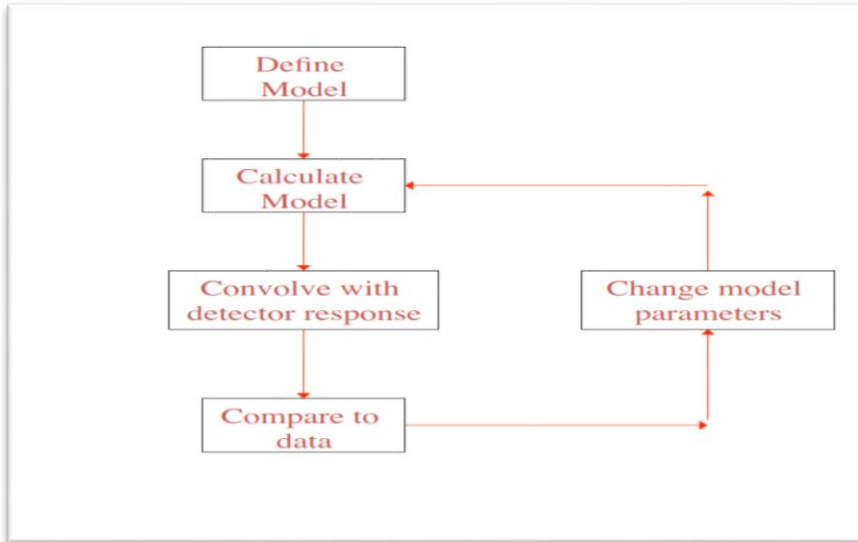 Define
Model
Calculate
Model
Convolve with
detector response
Change model
parameters
Compare to
data